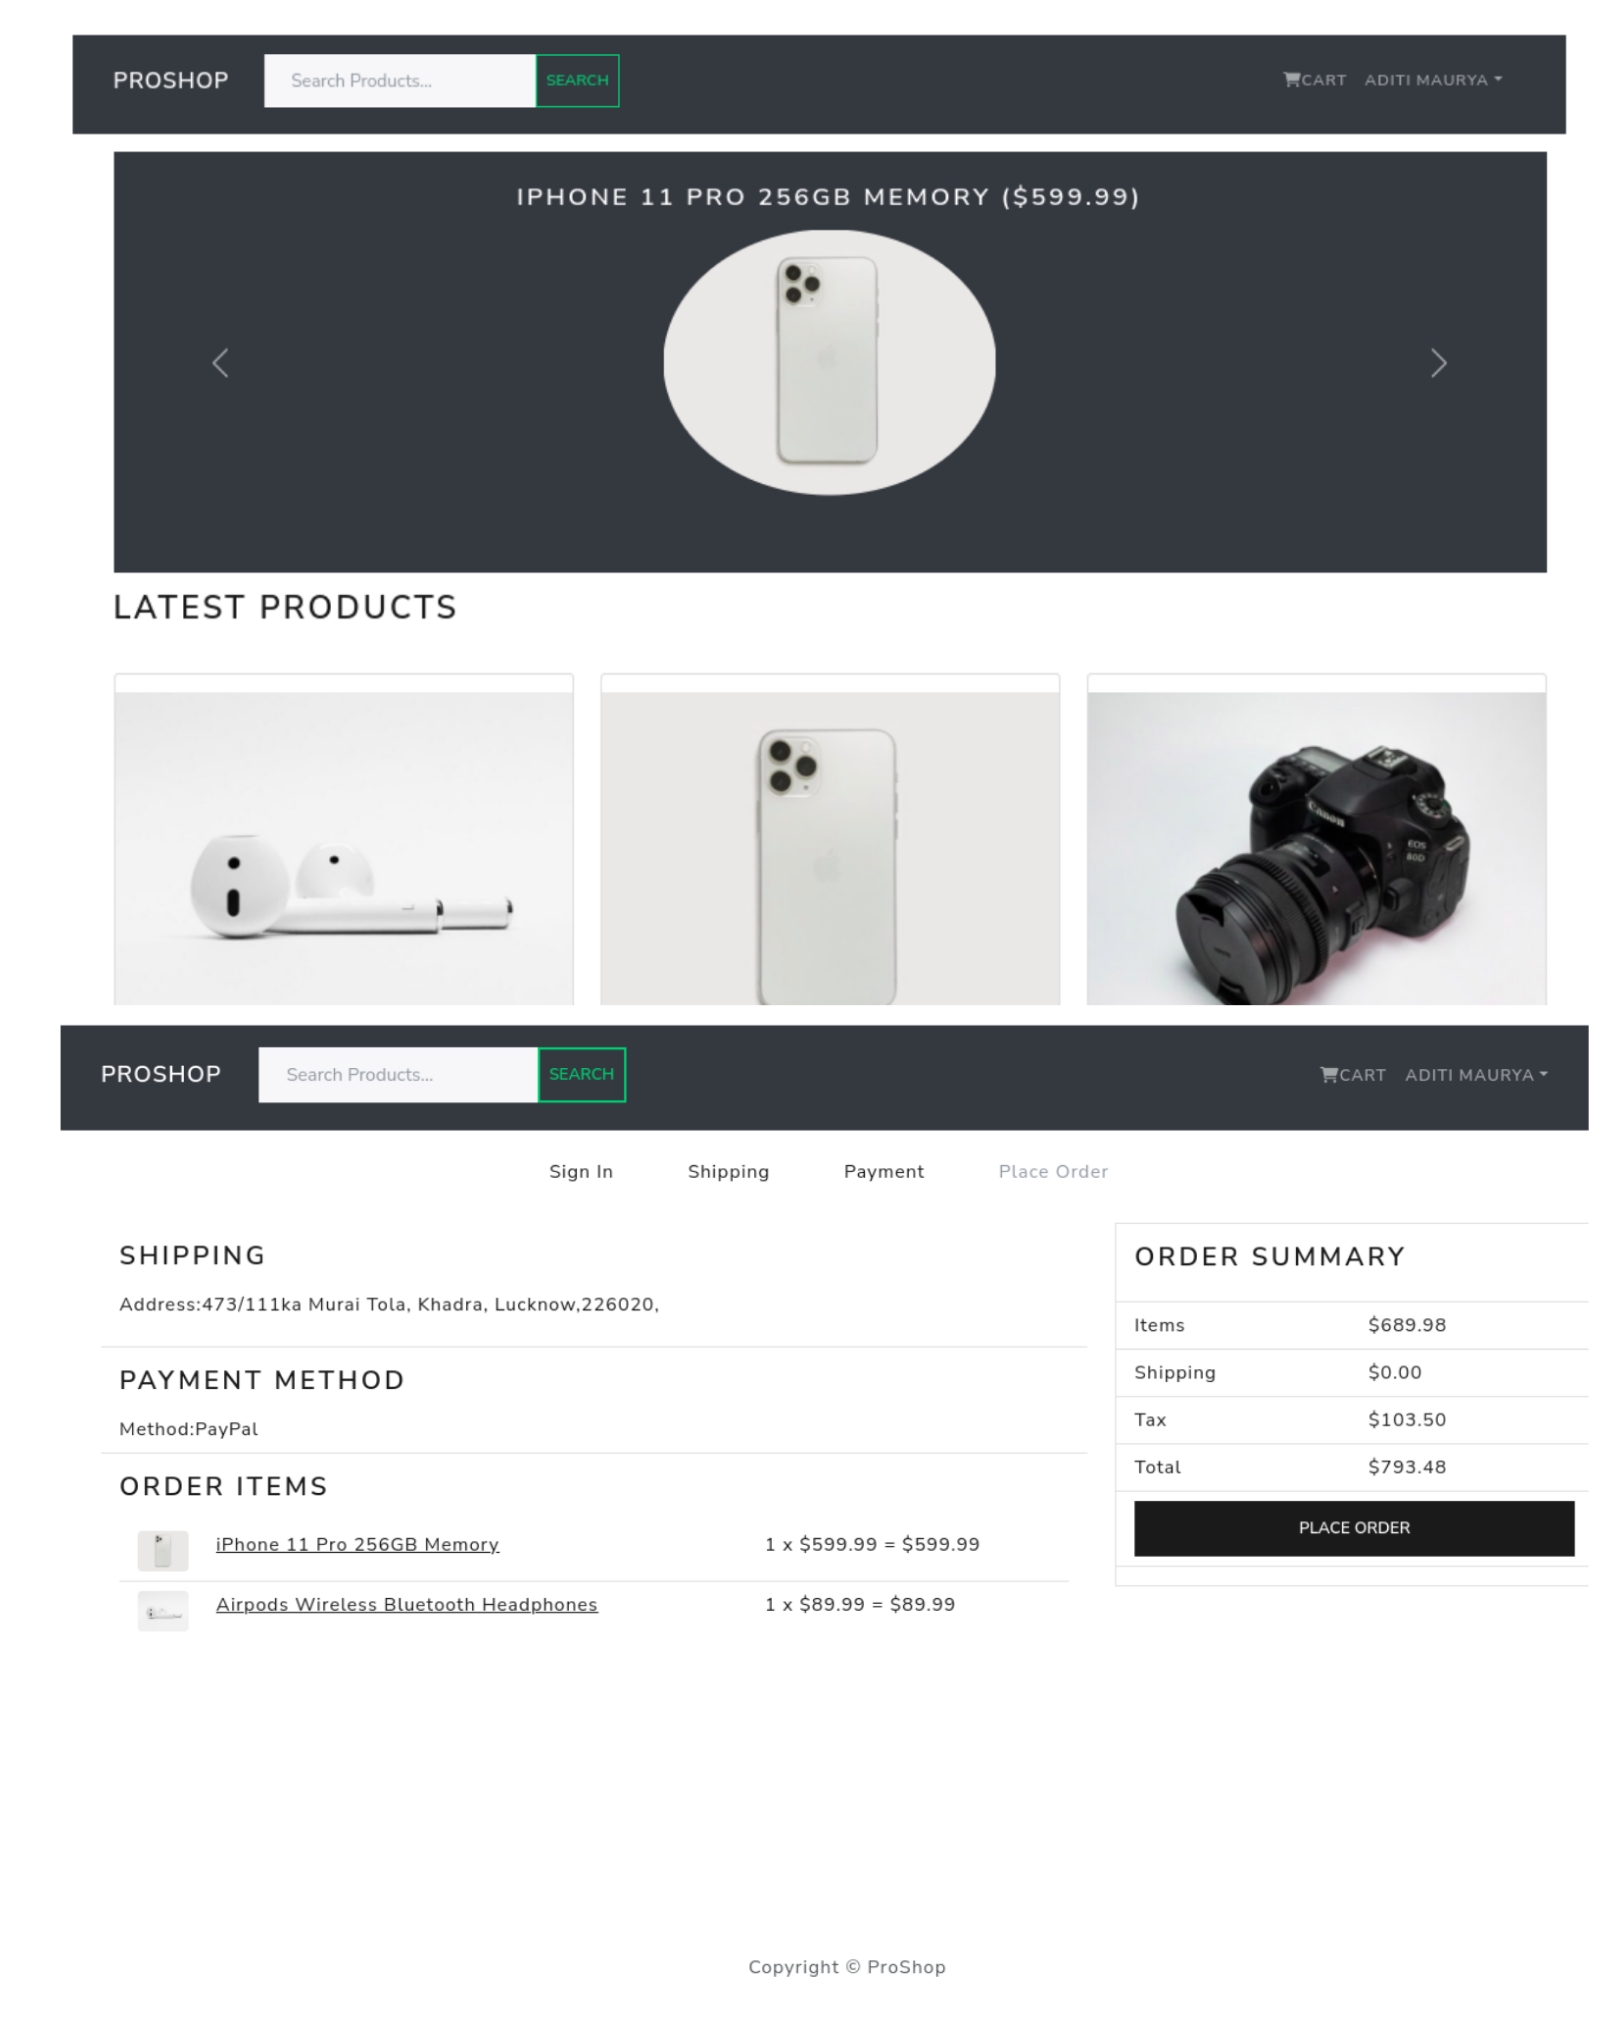 PROSHOP Search Products... SEARCH CART ADITI MAURYA
IPHONE 11 PRO 256GB MEMORY ($599.99)
LATEST PRODUCTS
Canon
EOS
80D
PROSHOP Search Products... SEARCH CART ADITI MAURYA
Sign In Shipping Payment Place Order
SHIPPING
Address:473/111ka Murai Tola, Khadra, Lucknow,226020,
PAYMENT METHOD
Method:PayPal
ORDER ITEMS
iPhone 11 Pro 256GB Memory 1 x $599.99 = $599.99
Airpods Wireless Bluetooth Headphones 1 x $89.99 = $89.99
ORDER SUMMARY
Items $689.98
Shipping $0.00
Tax $103.50
Total $793.48
PLACE ORDER
Copyright © ProShop